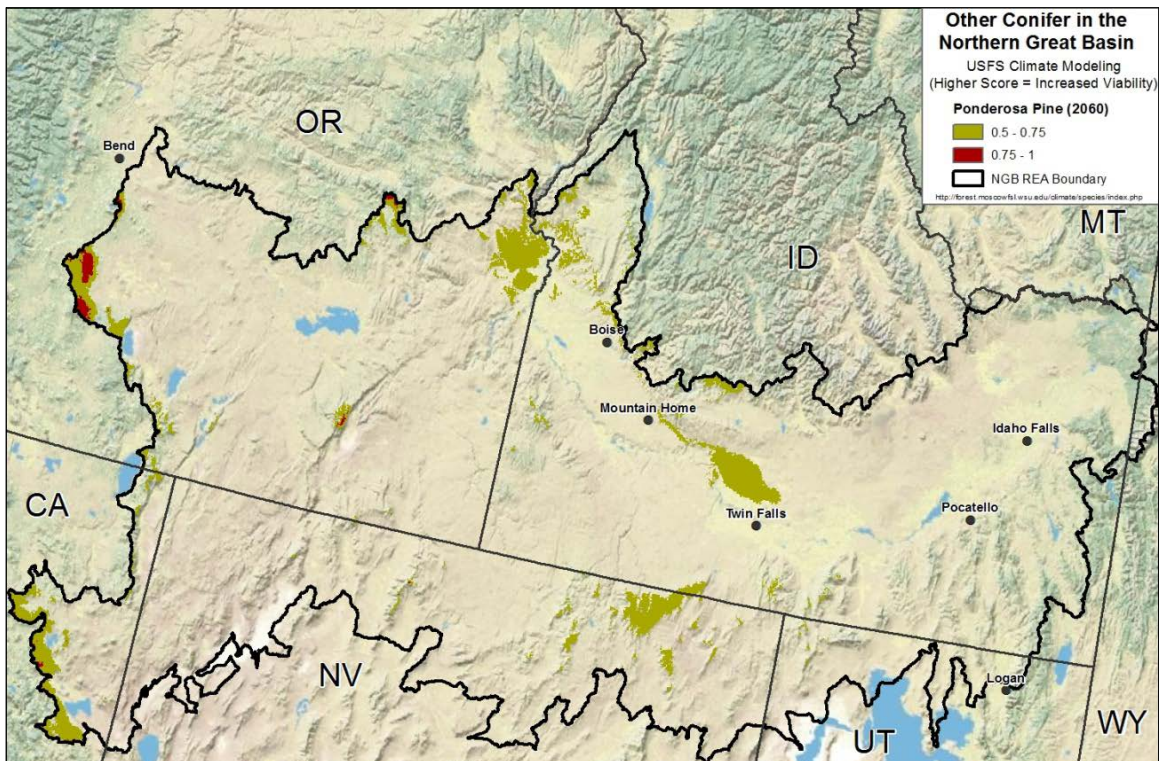 Other Conifer in the
Northern Great Basin
USFS Climate Modeling
(Higher Score = Increased Viability)
Ponderosa Pine (2060)
0.5 - 0.75
0.75 - 1
NGB REA Boundary
http://forest.moscowfsl.wsu.edu/climate/species/index.php
OR
Bend
MT
ID
Boise
Mountain Home
Idaho Falls
CA
Twin Falls
Pocatello
NV
Logan
WY
UT